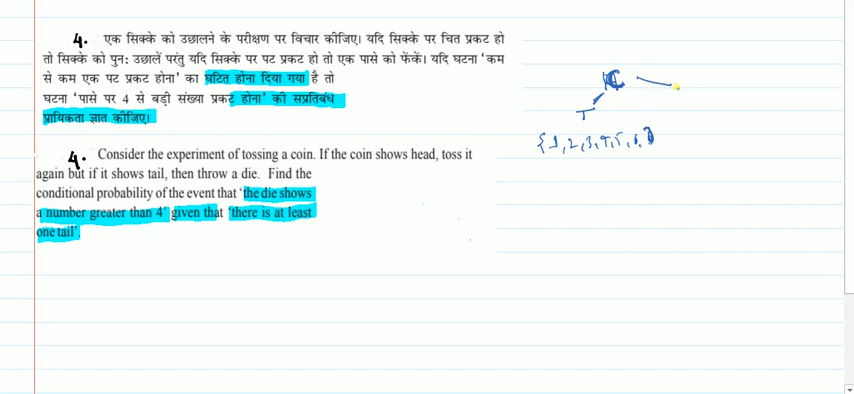 4. एक सिक्के को उछालने के परीक्षण पर विचार कीजिए। यदि सिक्के पर चित प्रकट हो
तो सिक्के को पुन: उछालें परंतु यदि सिक्के पर पट प्रकट हो तो एक पासे को फेंकें। यदि घटना ‘कम
से कम एक पट प्रकट होना’ का घटित होना दिया गया है तो
घटना ‘पासे पर 4 से बड़ी संख्या प्रकट होना’ की सप्रतिबंध
प्रायिकता ज्ञात कीजिए।
4. Consider the experiment of tossing a coin. If the coin shows head, toss it
again but if it shows tail, then throw a die. Find the
conditional probability of the event that ‘the die shows
a number greater than 4’ given that ‘there is at least
one tail’
T
{1,2,3,4,5,6}